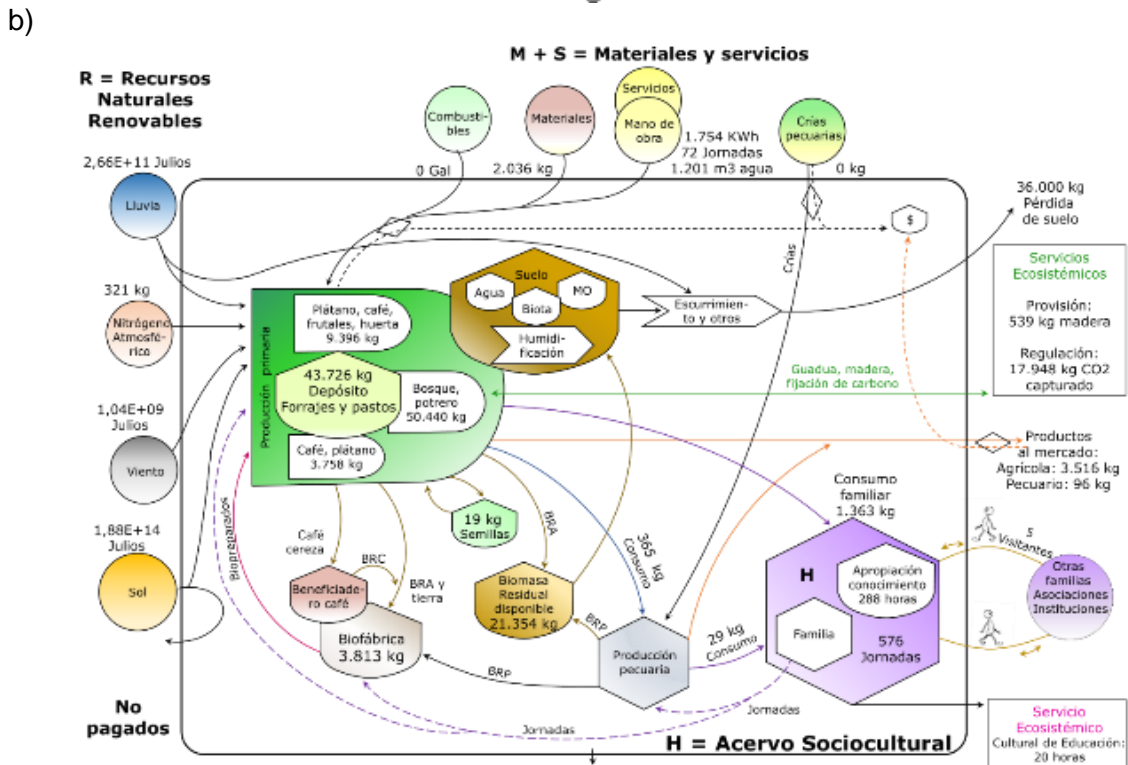 b)
M + S = Materiales y servicios
R = Recursos
Naturales
Renovables
Combusti-
bles
Materiales
Servicios
Mano de
obra
Crías
pecuarias
1.754 KWh
72 Jornadas
1.201 m3 agua
0 Gal
2.036 kg
0 kg
2,66E+11 Julios
Lluvia
36.000 kg
Pérdida
de suelo
$
Crías
Suelo
Agua
Biota
MO
Humidi-
ficación
Escurrimien-
to y otros
Servicios
Ecosistémicos
Provisión:
539 kg madera
Regulación:
17.948 kg CO2
capturado
321 kg
Nitrógeno
Atmosfé-
rico
Producción primaria
Plátano, café,
frutales, huerta
9.396 kg
43.726 kg
Depósito
Forrajes y pastos
Bosque,
potrero
50.440 kg
Café, plátano
3.758 kg
Guadua, madera,
fijación de carbono
1,04E+09
Julios
Viento
Productos
al mercado:
Agrícola: 3.516 kg
Pecuario: 96 kg
Consumo
familiar
1.363 kg
1,88E+14
Julios
Sol
Biopreparados
Café
cereza
BRC
BRA y
tierra
19 kg
Semillas
BRA
365 kg
Consumo
Beneficiade-
ro café
Biofábrica
3.813 kg
Biomasa
Residual
disponible
21.354 kg
BRP
BRP
Producción
pecuaria
29 kg
Consumo
H
Apropiación
conocimiento
288 horas
Familia
576
Jornadas
5
Visitantes
Otras
familias
Asociaciones
Instituciones
Jornadas
Jornadas
No
pagados
H = Acervo Sociocultural
Servicio
Ecosistémico
Cultural de Educación:
20 horas